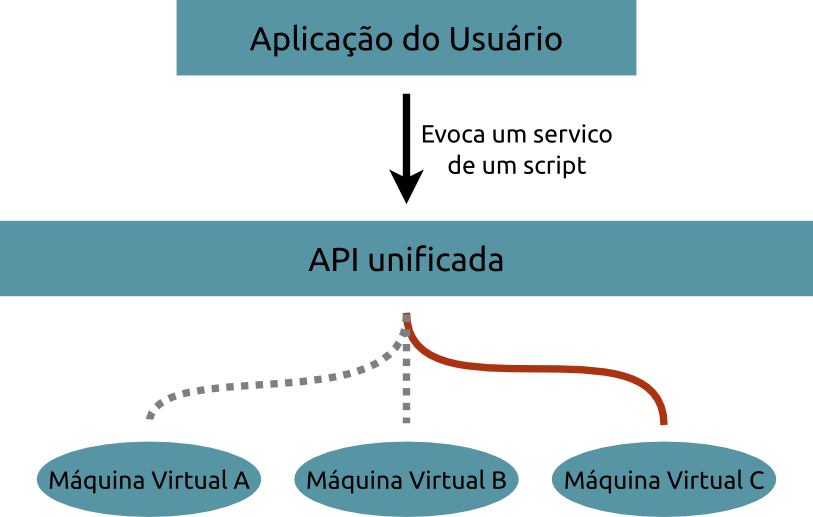 Aplicação do Usuário
Evoca um servico
de um script
API unificada
Máquina Virtual A
Máquina Virtual B
Máquina Virtual C